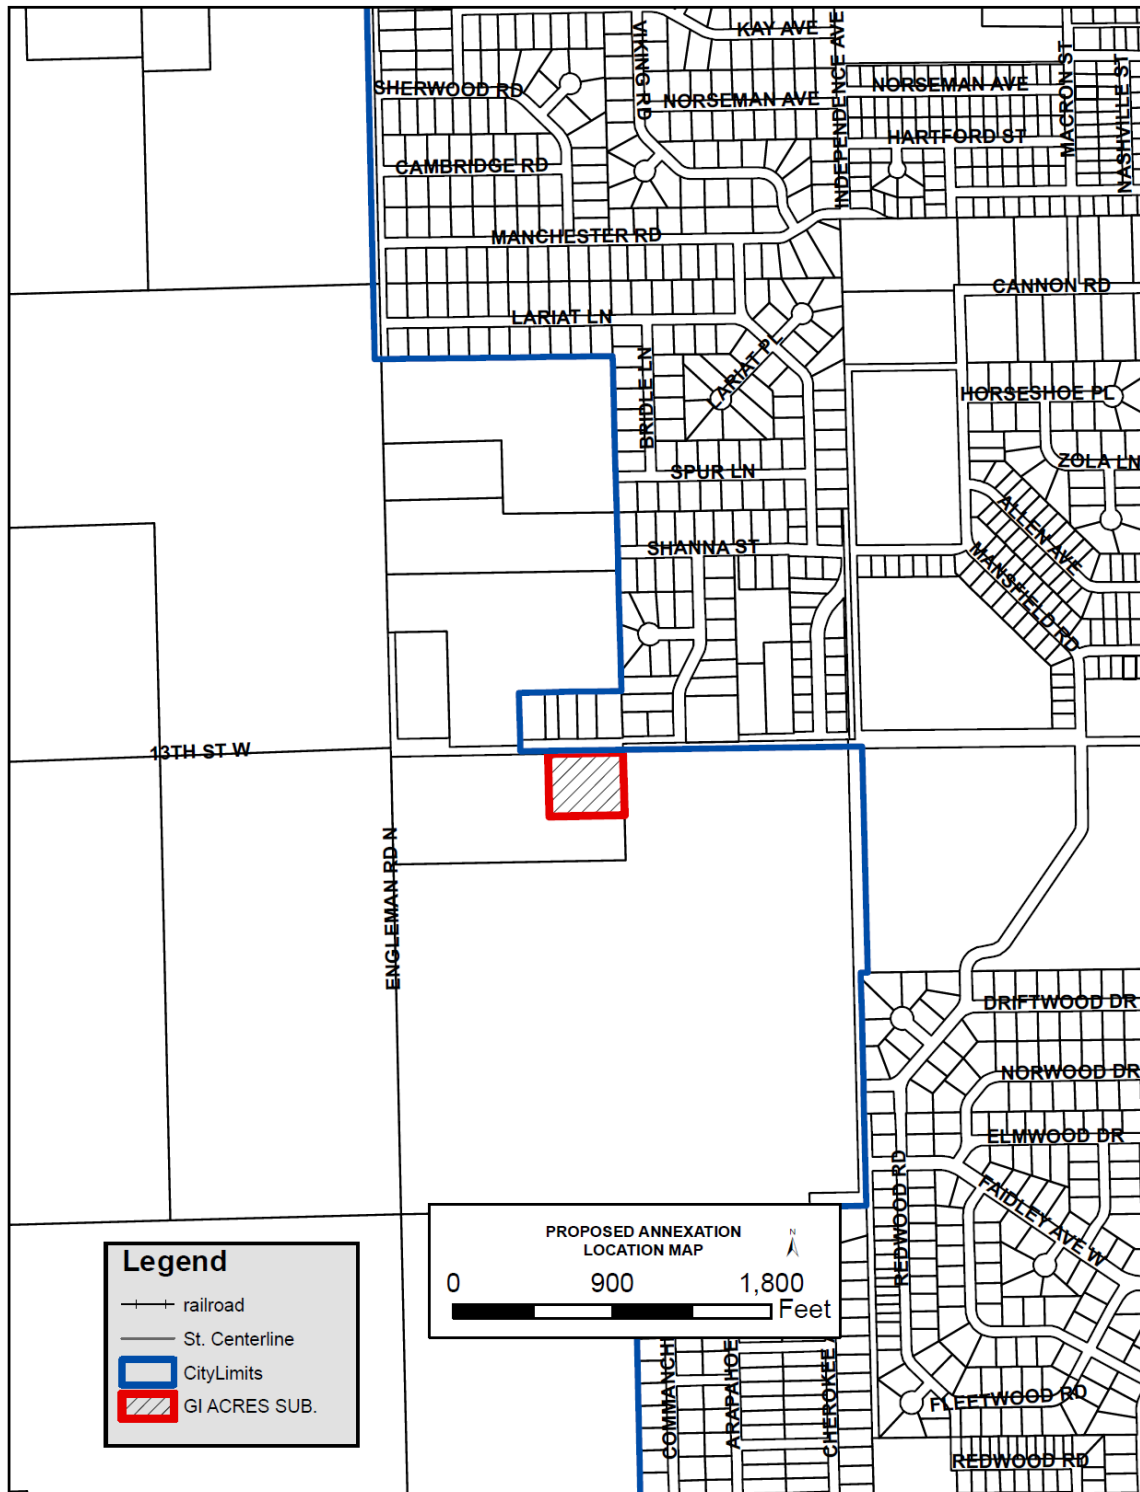 KAY AVE
VIKING RD
INDEPENDENCE AVE
SHERWOOD RD
NORSEMAN AVE
NORSEMAN AVE
MACRON ST
NASHVILLE ST
HARTFORD ST
CAMBRIDGE RD
MANCHESTER RD
CANNON RD
LARIAT LN
LARIAT PL
BRIDLE LN
HORSESHOE PL
SPUR LN
ZOLA LN
ALLEN AVE
SHANNA ST
MANSFIELD RD
13TH ST W
ENGLEMAN RD N
DRIFTWOOD DR
NORWOOD DR
ELMWOOD DR
REDWOOD RD
FAIDLEY AVE W
PROPOSED ANNEXATION
LOCATION MAP
N
0 900 1,800
Feet
Legend
railroad
St. Centerline
CityLimits
GI ACRES SUB.
COMMANCH
ARAPAHOE
CHEROKEE
FLEETWOOD RD
REDWOOD RD